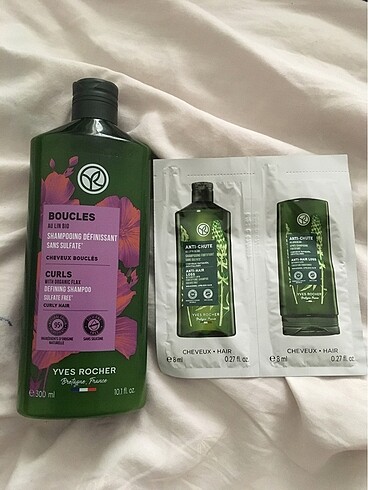 BOUCLES
AU LIN BIO
SHAMPOOING DÉFINISSANT
SANS SULFATE*
CHEVEUX BOUCLÉS
CURLS
WITH ORGANIC FLAX
DEFINING SHAMPOO
SULFATE FREE*
CURLY HAIR
YVES ROCHER
Bretagne, France
e 300 ml 10.1 fl. oz.
ANTI-CHUTE
ANTI-HAIR
LOSS
YVES ROCHER
CHEVEUX • HAIR
e 8 ml 0.27 fl. oz.
ANTI-CHUTE
ANTI-HAIR LOSS
YVES ROCHER
CHEVEUX • HAIR
e 8 ml 0.27 fl. oz.